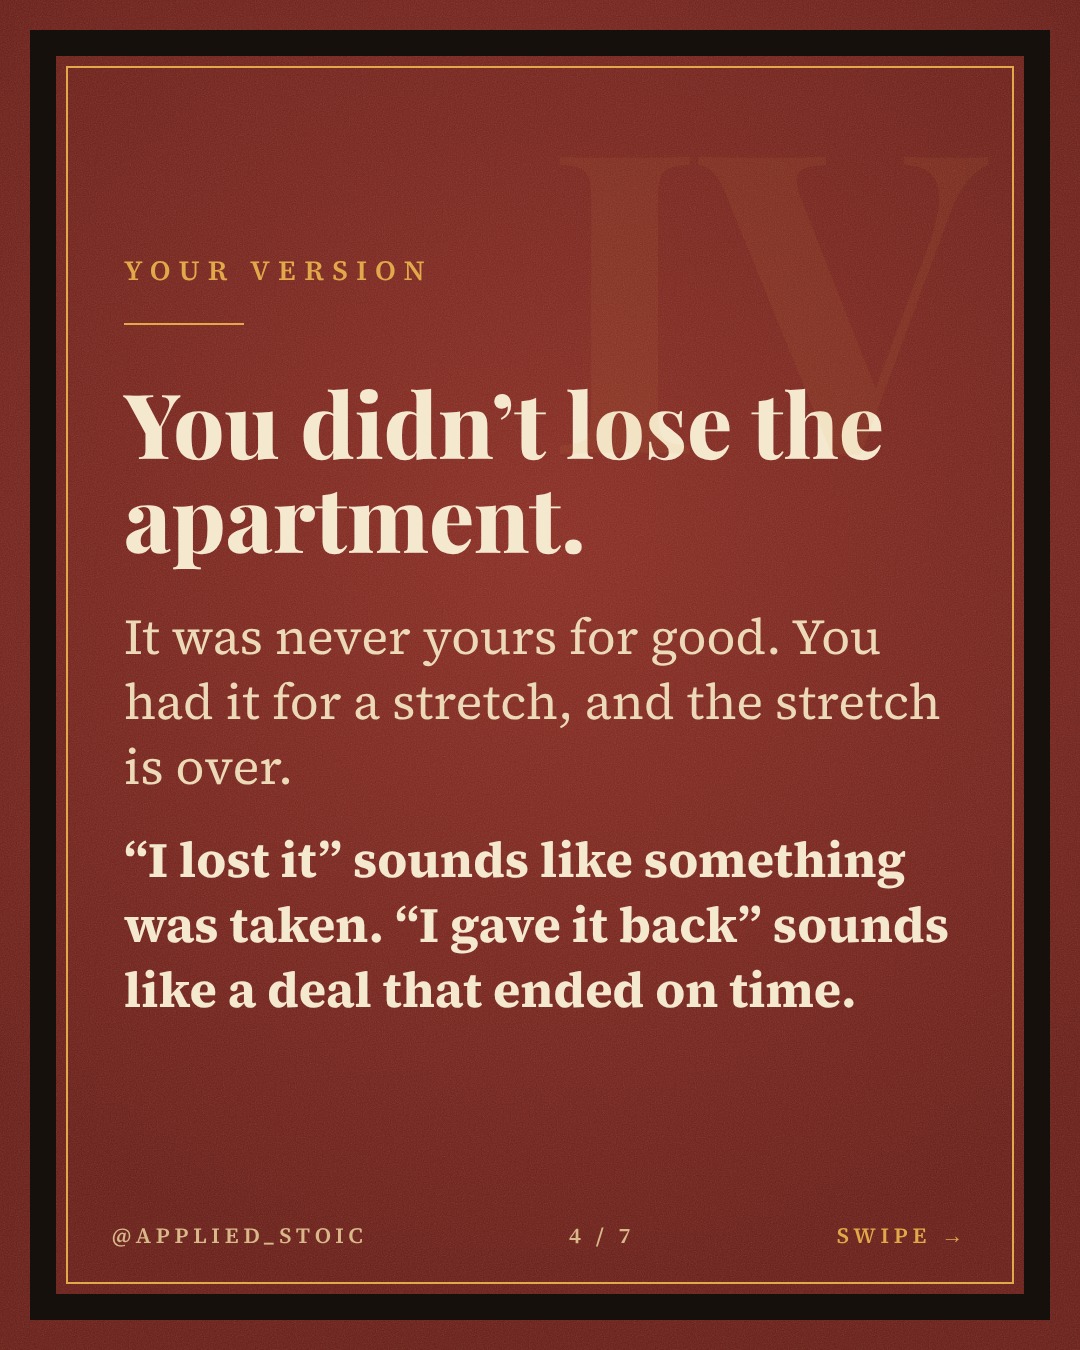 IV
YOUR VERSION
You didn’t lose the
apartment.
It was never yours for good. You
had it for a stretch, and the stretch
is over.
“I lost it” sounds like something
was taken. “I gave it back” sounds
like a deal that ended on time.
@APPLIED_STOIC
4 / 7
SWIPE →